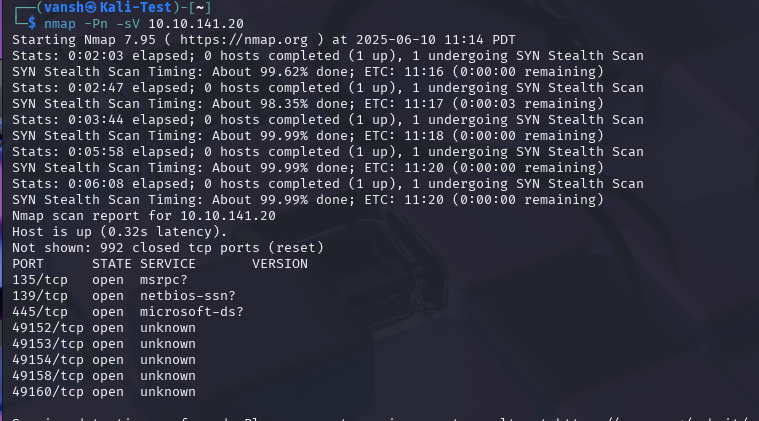 ┌──(vansh㉿Kali-Test)-[~]
└─$ nmap -Pn -sV 10.10.141.20
Starting Nmap 7.95 ( https://nmap.org ) at 2025-06-10 11:14 PDT
Stats: 0:02:03 elapsed; 0 hosts completed (1 up), 1 undergoing SYN Stealth Scan
SYN Stealth Scan Timing: About 99.62% done; ETC: 11:16 (0:00:00 remaining)
Stats: 0:02:47 elapsed; 0 hosts completed (1 up), 1 undergoing SYN Stealth Scan
SYN Stealth Scan Timing: About 98.35% done; ETC: 11:17 (0:00:03 remaining)
Stats: 0:03:44 elapsed; 0 hosts completed (1 up), 1 undergoing SYN Stealth Scan
SYN Stealth Scan Timing: About 99.99% done; ETC: 11:18 (0:00:00 remaining)
Stats: 0:05:58 elapsed; 0 hosts completed (1 up), 1 undergoing SYN Stealth Scan
SYN Stealth Scan Timing: About 99.99% done; ETC: 11:20 (0:00:00 remaining)
Stats: 0:06:08 elapsed; 0 hosts completed (1 up), 1 undergoing SYN Stealth Scan
SYN Stealth Scan Timing: About 99.99% done; ETC: 11:20 (0:00:00 remaining)
Nmap scan report for 10.10.141.20
Host is up (0.32s latency).
Not shown: 992 closed tcp ports (reset)
PORT      STATE SERVICE       VERSION
135/tcp   open  msrpc?
139/tcp   open  netbios-ssn?
445/tcp   open  microsoft-ds?
49152/tcp open  unknown
49153/tcp open  unknown
49154/tcp open  unknown
49158/tcp open  unknown
49160/tcp open  unknown